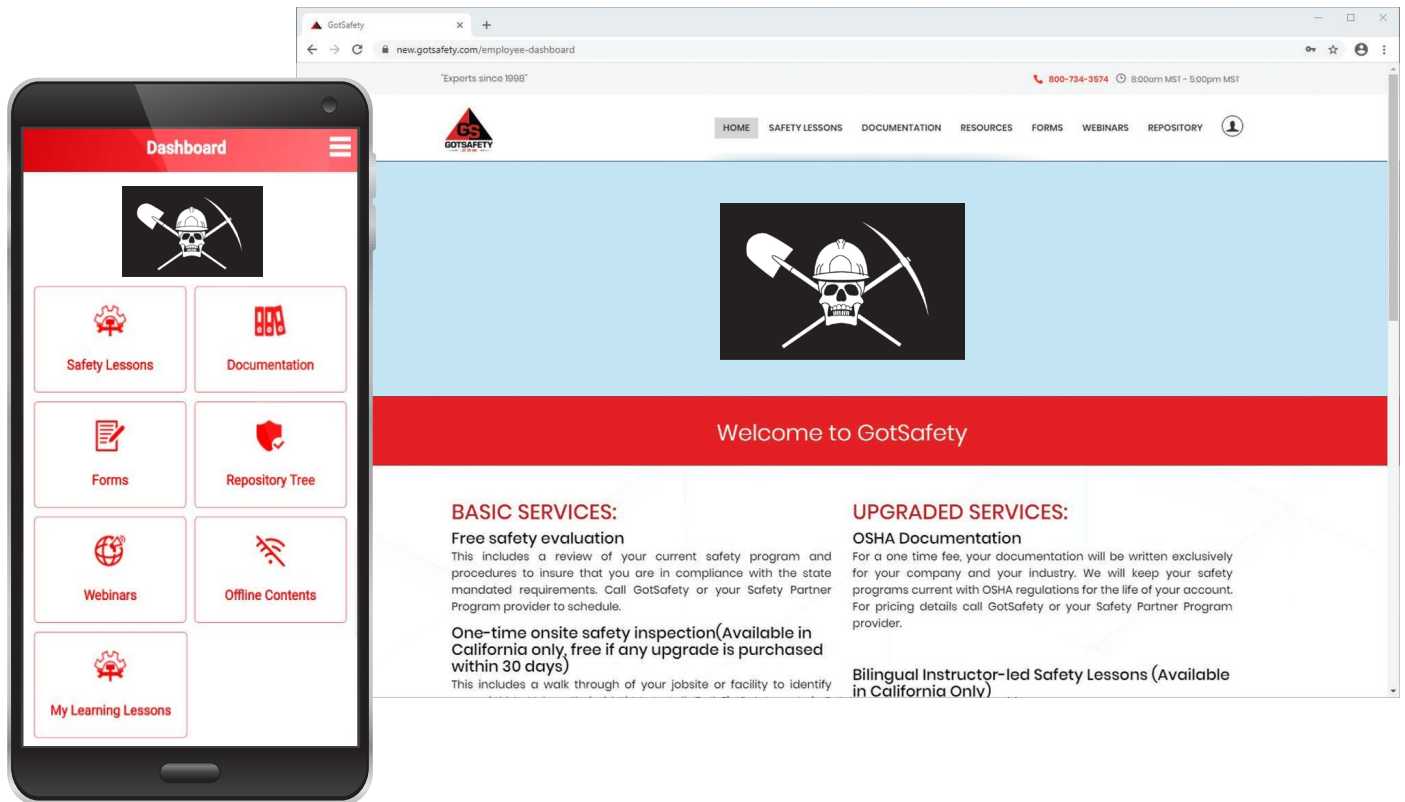 GotSafety
new.gotsafety.com/employee-dashboard
"Experts since 1998"
800-734-3574 8:00am MST - 5:00pm MST
GS
GOTSAFETY
.COM
HOME SAFETY LESSONS DOCUMENTATION RESOURCES FORMS WEBINARS REPOSITORY
Welcome to GotSafety
BASIC SERVICES:
Free safety evaluation
This includes a review of your current safety program and
procedures to insure that you are in compliance with the state
mandated requirements. Call GotSafety or your Safety Partner
Program provider to schedule.
One-time onsite safety inspection(Available in
California only, free if any upgrade is purchased
within 30 days)
This includes a walk through of your jobsite or facility to identify
UPGRADED SERVICES:
OSHA Documentation
For a one time fee, your documentation will be written exclusively
for your company and your industry. We will keep your safety
programs current with OSHA regulations for the life of your account.
For pricing details call GotSafety or your Safety Partner Program
provider.
Bilingual Instructor-led Safety Lessons (Available
in California Only)
Dashboard
Safety Lessons
Documentation
Forms
Repository Tree
Webinars
Offline Contents
My Learning Lessons